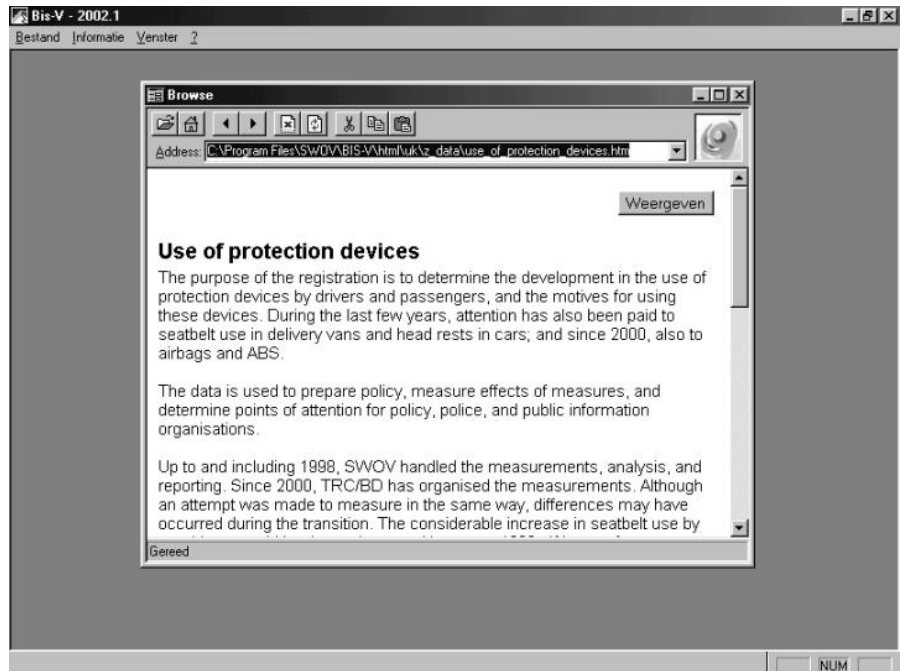 Bis-V - 2002.1
Bestand Informatie Venster ?
Browse
Address: C:\Program Files\SWOV\BIS-V\html\uk\z_data\use_of_protection_devices.htm
Weergeven
Use of protection devices
The purpose of the registration is to determine the development in the use of
protection devices by drivers and passengers, and the motives for using
these devices. During the last few years, attention has also been paid to
seatbelt use in delivery vans and head rests in cars; and since 2000, also to
airbags and ABS.
The data is used to prepare policy, measure effects of measures, and
determine points of attention for policy, police, and public information
organisations.
Up to and including 1998, SWOV handled the measurements, analysis, and
reporting. Since 2000, TRC/BD has organised the measurements. Although
an attempt was made to measure in the same way, differences may have
occurred during the transition. The considerable increase in seatbelt use by
Gereed
NUM